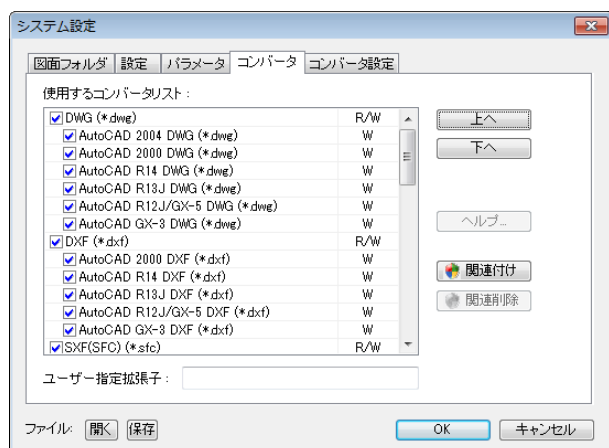 システム設定
図面フォルダ 設定 パラメータ コンバータ コンバータ設定
使用するコンバータリスト：
DWG (*.dwg) R/W
AutoCAD 2004 DWG (*.dwg) W
AutoCAD 2000 DWG (*.dwg) W
AutoCAD R14 DWG (*.dwg) W
AutoCAD R13J DWG (*.dwg) W
AutoCAD R12J/GX-5 DWG (*.dwg) W
AutoCAD GX-3 DWG (*.dwg) W
DXF (*.dxf) R/W
AutoCAD 2000 DXF (*.dxf) W
AutoCAD R14 DXF (*.dxf) W
AutoCAD R13J DXF (*.dxf) W
AutoCAD R12J/GX-5 DXF (*.dxf) W
AutoCAD GX-3 DXF (*.dxf) W
SXF(SFC) (*.sfc) R/W
上へ
下へ
ヘルプ...
関連付け
関連削除
ユーザー指定拡張子：
ファイル: 開く 保存 OK キャンセル